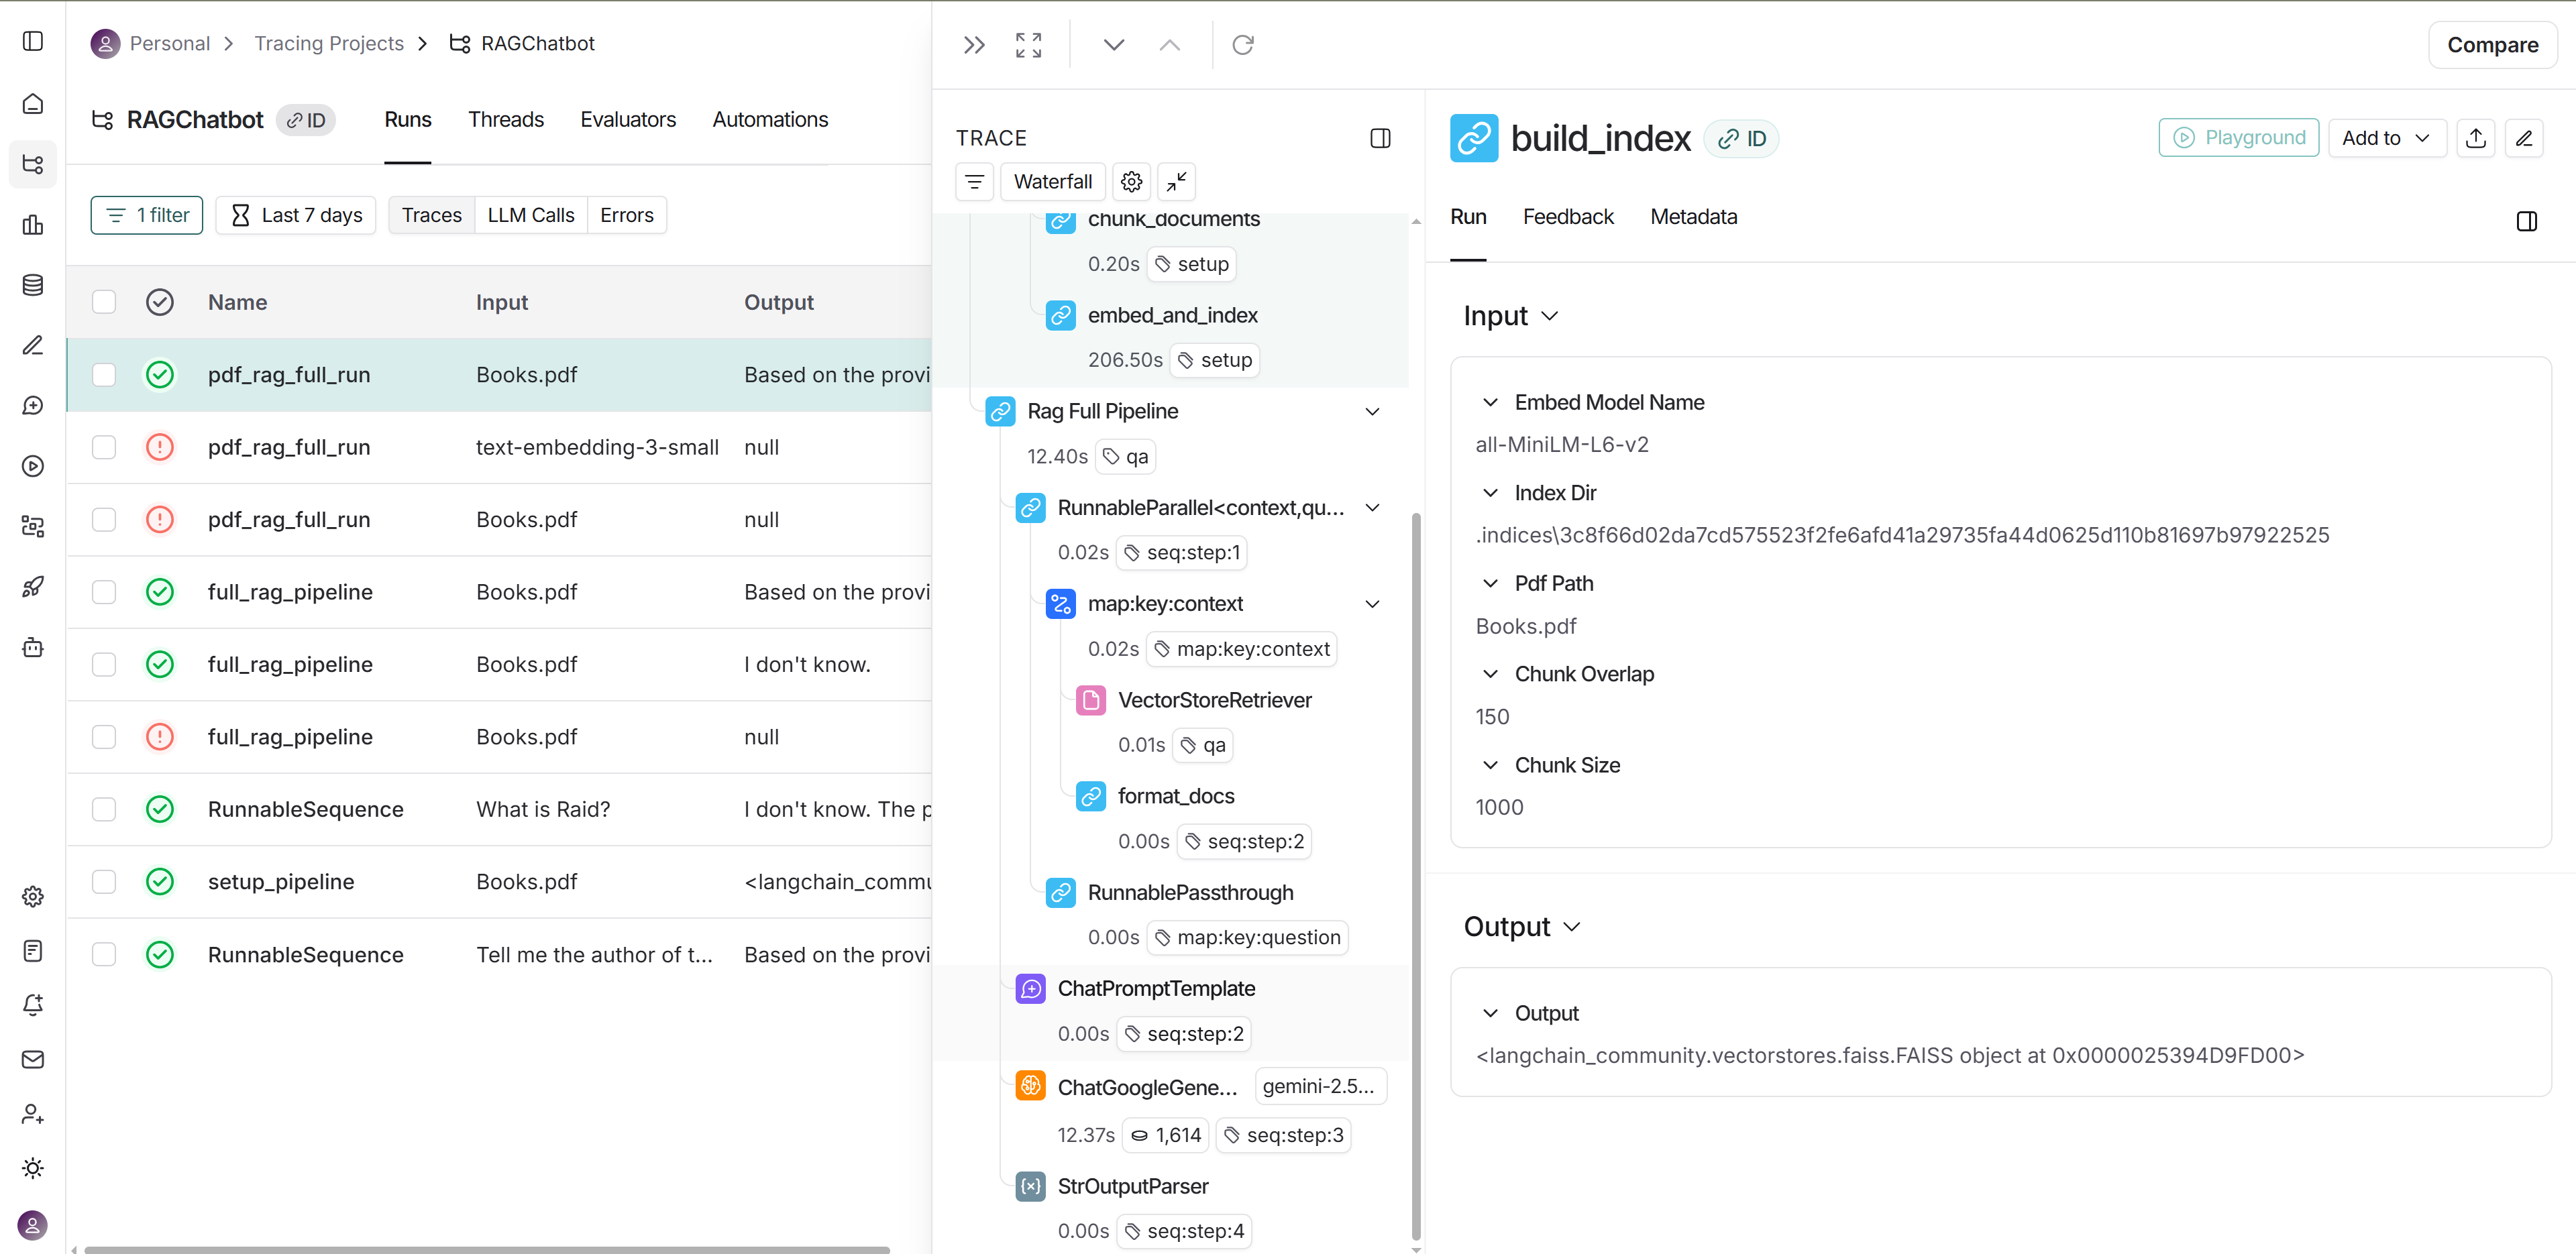 Personal
Tracing Projects
RAGChatbot
RAGChatbot
ID
Runs
Threads
Evaluators
Automations
1 filter
Last 7 days
Traces
LLM Calls
Errors
Name
Input
Output
pdf_rag_full_run
Books.pdf
Based on the provi
pdf_rag_full_run
text-embedding-3-small
null
pdf_rag_full_run
Books.pdf
null
full_rag_pipeline
Books.pdf
Based on the provi
full_rag_pipeline
Books.pdf
I don't know.
full_rag_pipeline
Books.pdf
null
RunnableSequence
What is Raid?
I don't know. The p
setup_pipeline
Books.pdf
<langchain_commu
RunnableSequence
Tell me the author of t...
Based on the provi
TRACE
Waterfall
chunk_documents
0.20s
setup
embed_and_index
206.50s
setup
Rag Full Pipeline
12.40s
qa
RunnableParallel<context,qu...
0.02s
seq:step:1
map:key:context
0.02s
map:key:context
VectorStoreRetriever
0.01s
qa
format_docs
0.00s
seq:step:2
RunnablePassthrough
0.00s
map:key:question
ChatPromptTemplate
0.00s
seq:step:2
ChatGoogleGene...
gemini-2.5...
12.37s
1,614
seq:step:3
StrOutputParser
0.00s
seq:step:4
Compare
build_index
ID
Playground
Add to
Run
Feedback
Metadata
Input
Embed Model Name
all-MiniLM-L6-v2
Index Dir
.indices\3c8f66d02da7cd575523f2fe6afd41a29735fa44d0625d110b81697b97922525
Pdf Path
Books.pdf
Chunk Overlap
150
Chunk Size
1000
Output
Output
<langchain_community.vectorstores.faiss.FAISS object at 0x0000025394D9FD00>